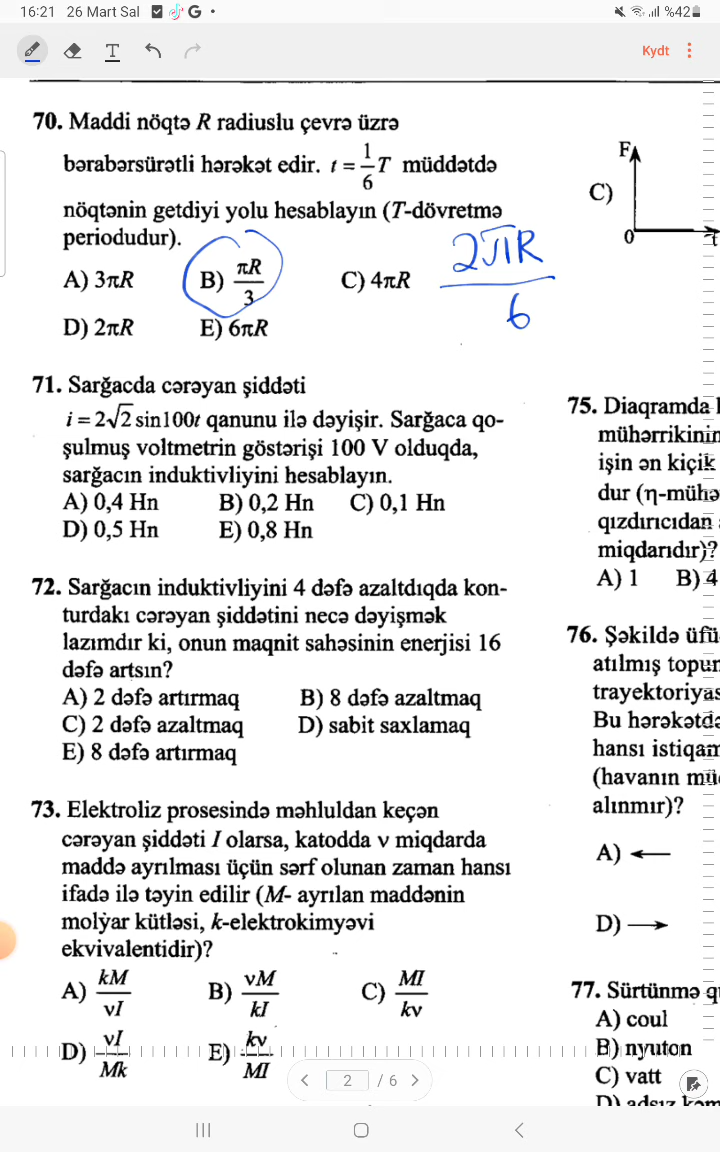 16:21 26 Mart Sal G • %42
T Kydt
70. Maddi nöqtə R radiuslu çevrə üzrə
bərabərsürətli hərəkət edir. t = 1/6 T müddətdə
nöqtənin getdiyi yolu hesablayın (T-dövretmə
periodudur).
A) 3πR B) πR/3 C) 4πR
D) 2πR E) 6πR
2πR/6
71. Sarğacda cərəyan şiddəti
i = 2√2 sin100t qanunu ilə dəyişir. Sarğaca qo-
şulmuş voltmetrin göstərişi 100 V olduqda,
sarğacın induktivliyini hesablayın.
A) 0,4 Hn B) 0,2 Hn C) 0,1 Hn
D) 0,5 Hn E) 0,8 Hn
72. Sarğacın induktivliyini 4 dəfə azaltdıqda kon-
turdakı cərəyan şiddətini necə dəyişmək
lazımdır ki, onun maqnit sahəsinin enerjisi 16
dəfə artsın?
A) 2 dəfə artırmaq B) 8 dəfə azaltmaq
C) 2 dəfə azaltmaq D) sabit saxlamaq
E) 8 dəfə artırmaq
73. Elektroliz prosesində məhluldan keçən
cərəyan şiddəti I olarsa, katodda ν miqdarda
maddə ayrılması üçün sərf olunan zaman hansı
ifadə ilə təyin edilir (M- ayrılan maddənin
molyar kütləsi, k-elektrokimyəvi
ekvivalentidir)?
A) kM/νI B) νM/kI C) MI/kν
D) νI/Mk E) kν/MI
C) F
0 t
75. Diaqramda
mühərrikinin
işin ən kiçik
dur (η-mühə
qızdırıcıdan
miqdarıdır)?
A) 1 B) 4
76. Şəkildə üfü
atılmış topun
trayektoriyas
Bu hərəkətdə
hansı istiqam
(havanın mü
alınmır)?
A)
D)
77. Sürtünmə q
A) coul
B) nyuton
C) vatt
D) adsız
2 / 6